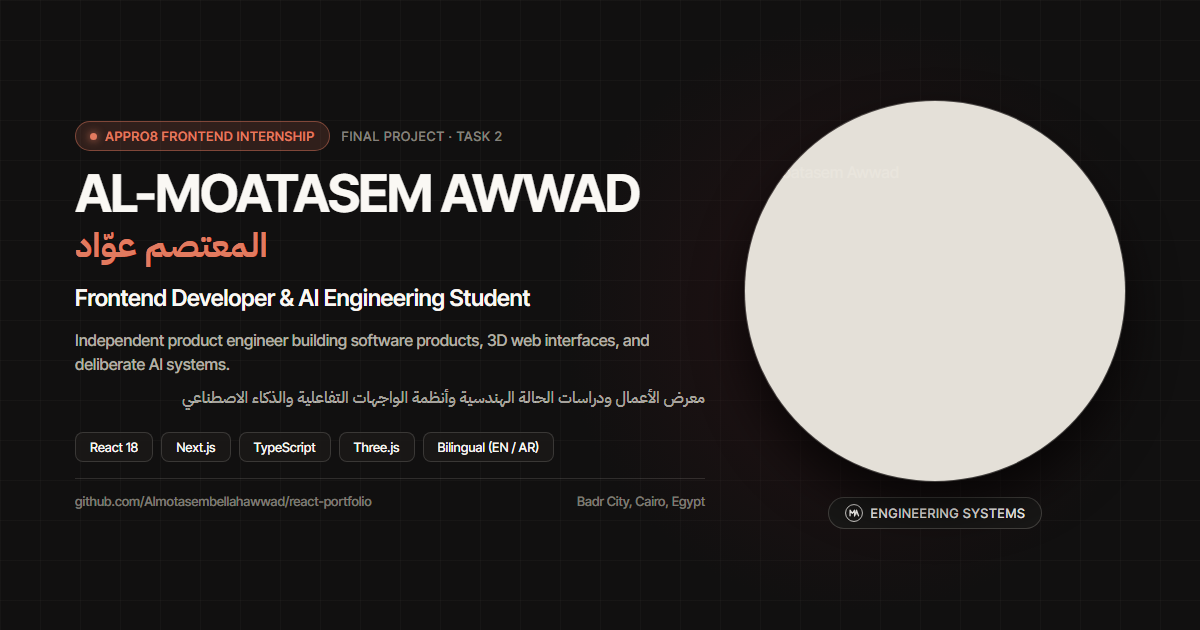 APPRO8 FRONTEND INTERNSHIP FINAL PROJECT · TASK 2
AL-MOATASEM AWWAD
المعتصم عوّاد
Frontend Developer & AI Engineering Student
Independent product engineer building software products, 3D web interfaces, and
deliberate AI systems.
معرض الأعمال ودراسات الحالة الهندسية وأنظمة الواجهات التفاعلية والذكاء الاصطناعي
React 18 Next.js TypeScript Three.js Bilingual (EN / AR)
github.com/Almotasembellahawwad/react-portfolio Badr City, Cairo, Egypt
Awwad
MA ENGINEERING SYSTEMS